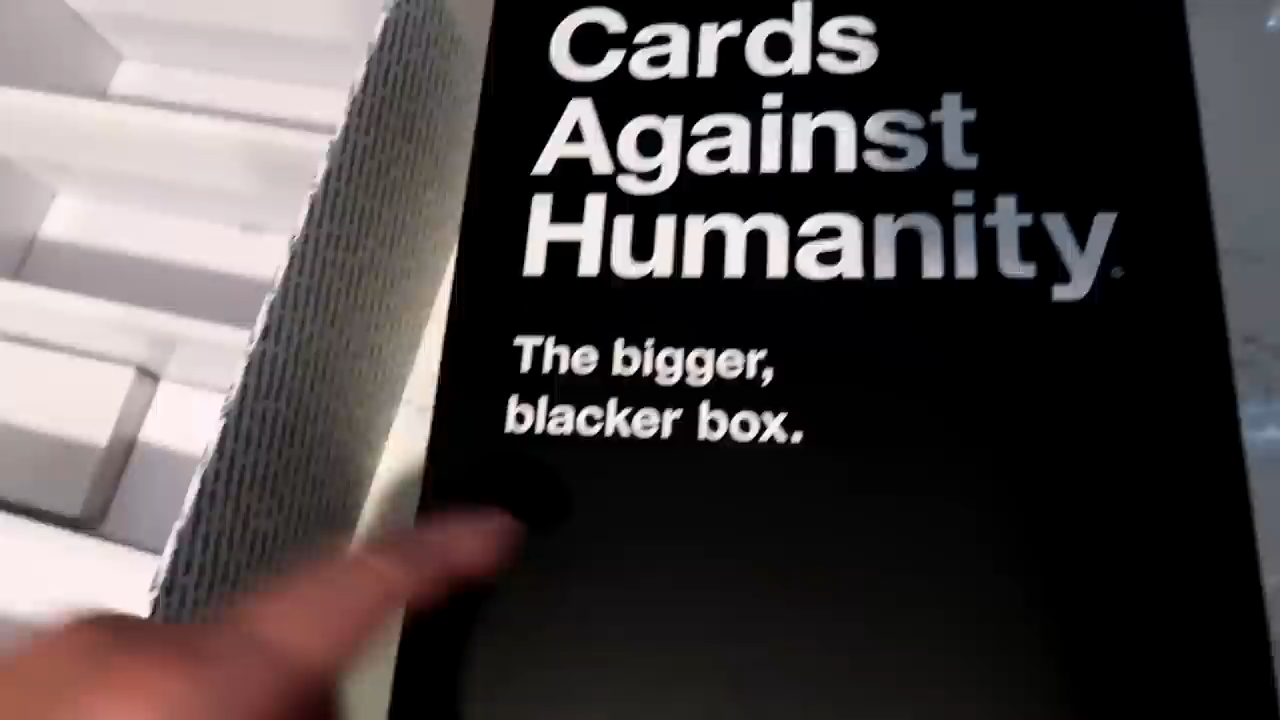 Cards
Against
Humanity.
The bigger,
blacker box.